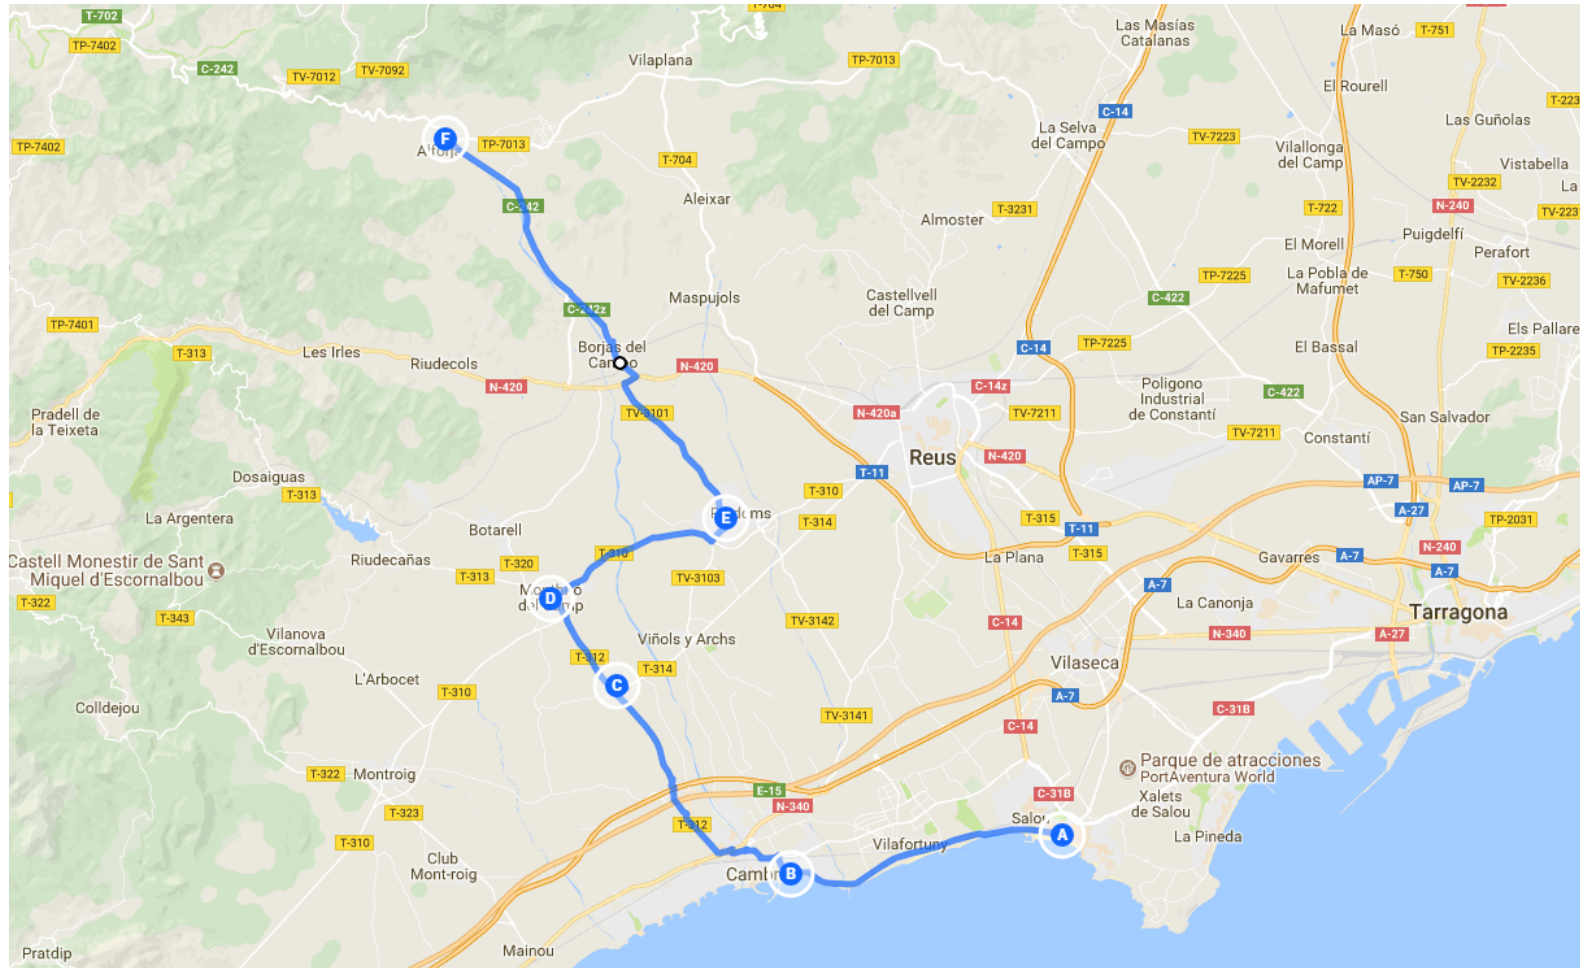 T-702
T-704
Las Masías
Catalanas
La Masó
T-751
TP-7402
C-242
TV-7012
TV-7092
Vilaplana
TP-7013
El Rourell
C-14
T-223
Las Guñolas
TP-7402
F
TP-7013
La Selva
del Campo
TV-7223
Vilallonga
del Camp
Vistabella
T-704
TV-2232
La
Aleixar
C-242
T-3231
Almoster
T-722
N-240
TV-223
Puigdelfí
El Morell
Perafort
Maspujols
Castellvell
del Camp
C-422
TP-7225
La Pobla de
Mafumet
T-750
TV-2236
C-242z
TP-7401
Els Pallare
T-313
Les Irles
Riudecols
Borjas del
Campo
N-420
C-14
TP-7225
El Bassal
TP-2235
N-420
C-14z
Poligono
Industrial
de Constantí
C-422
Pradell de
la Teixeta
TV-3101
N-420a
TV-7211
San Salvador
TV-7211
Constantí
Reus
N-420
Dosaiguas
T-313
T-11
T-310
AP-7
AP-7
La Argentera
E
T-314
T-315
T-11
A-27
TP-2031
Botarell
Castell Monestir de Sant
Miquel d'Escornalbou
Riudecañas
T-310
La Plana
T-315
Gavarres
A-7
N-240
A-7
T-320
T-313
TV-3103
A-7
T-322
D
La Canonja
Tarragona
T-343
TV-3142
C-14
N-340
A-27
Vilanova
d'Escornalbou
Viñols y Archs
T-312
T-314
Vilaseca
L'Arbocet
C
T-310
A-7
Colldejou
TV-3141
C-14
C-31B
T-322
Montroig
Parque de atracciones
PortAventura World
E-15
N-340
C-31B
T-323
Xalets
de Salou
T-312
Salou
A
T-310
La Pineda
Vilafortuny
Club
Mont-roig
B
Pratdip
Mainou